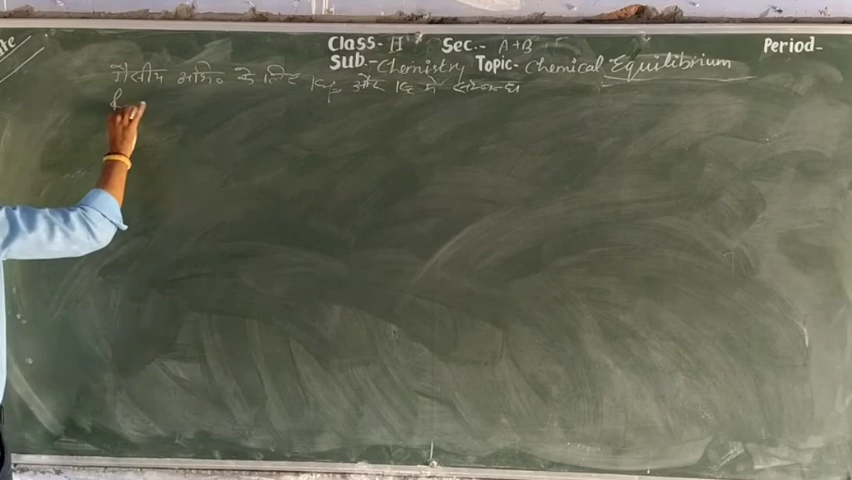 Class- 11 Sec.- A+B
Sub.- Chemistry Topic- Chemical Equilibrium Period-
गैसीय अभि० के लिए Kp और Kc में सम्बन्ध